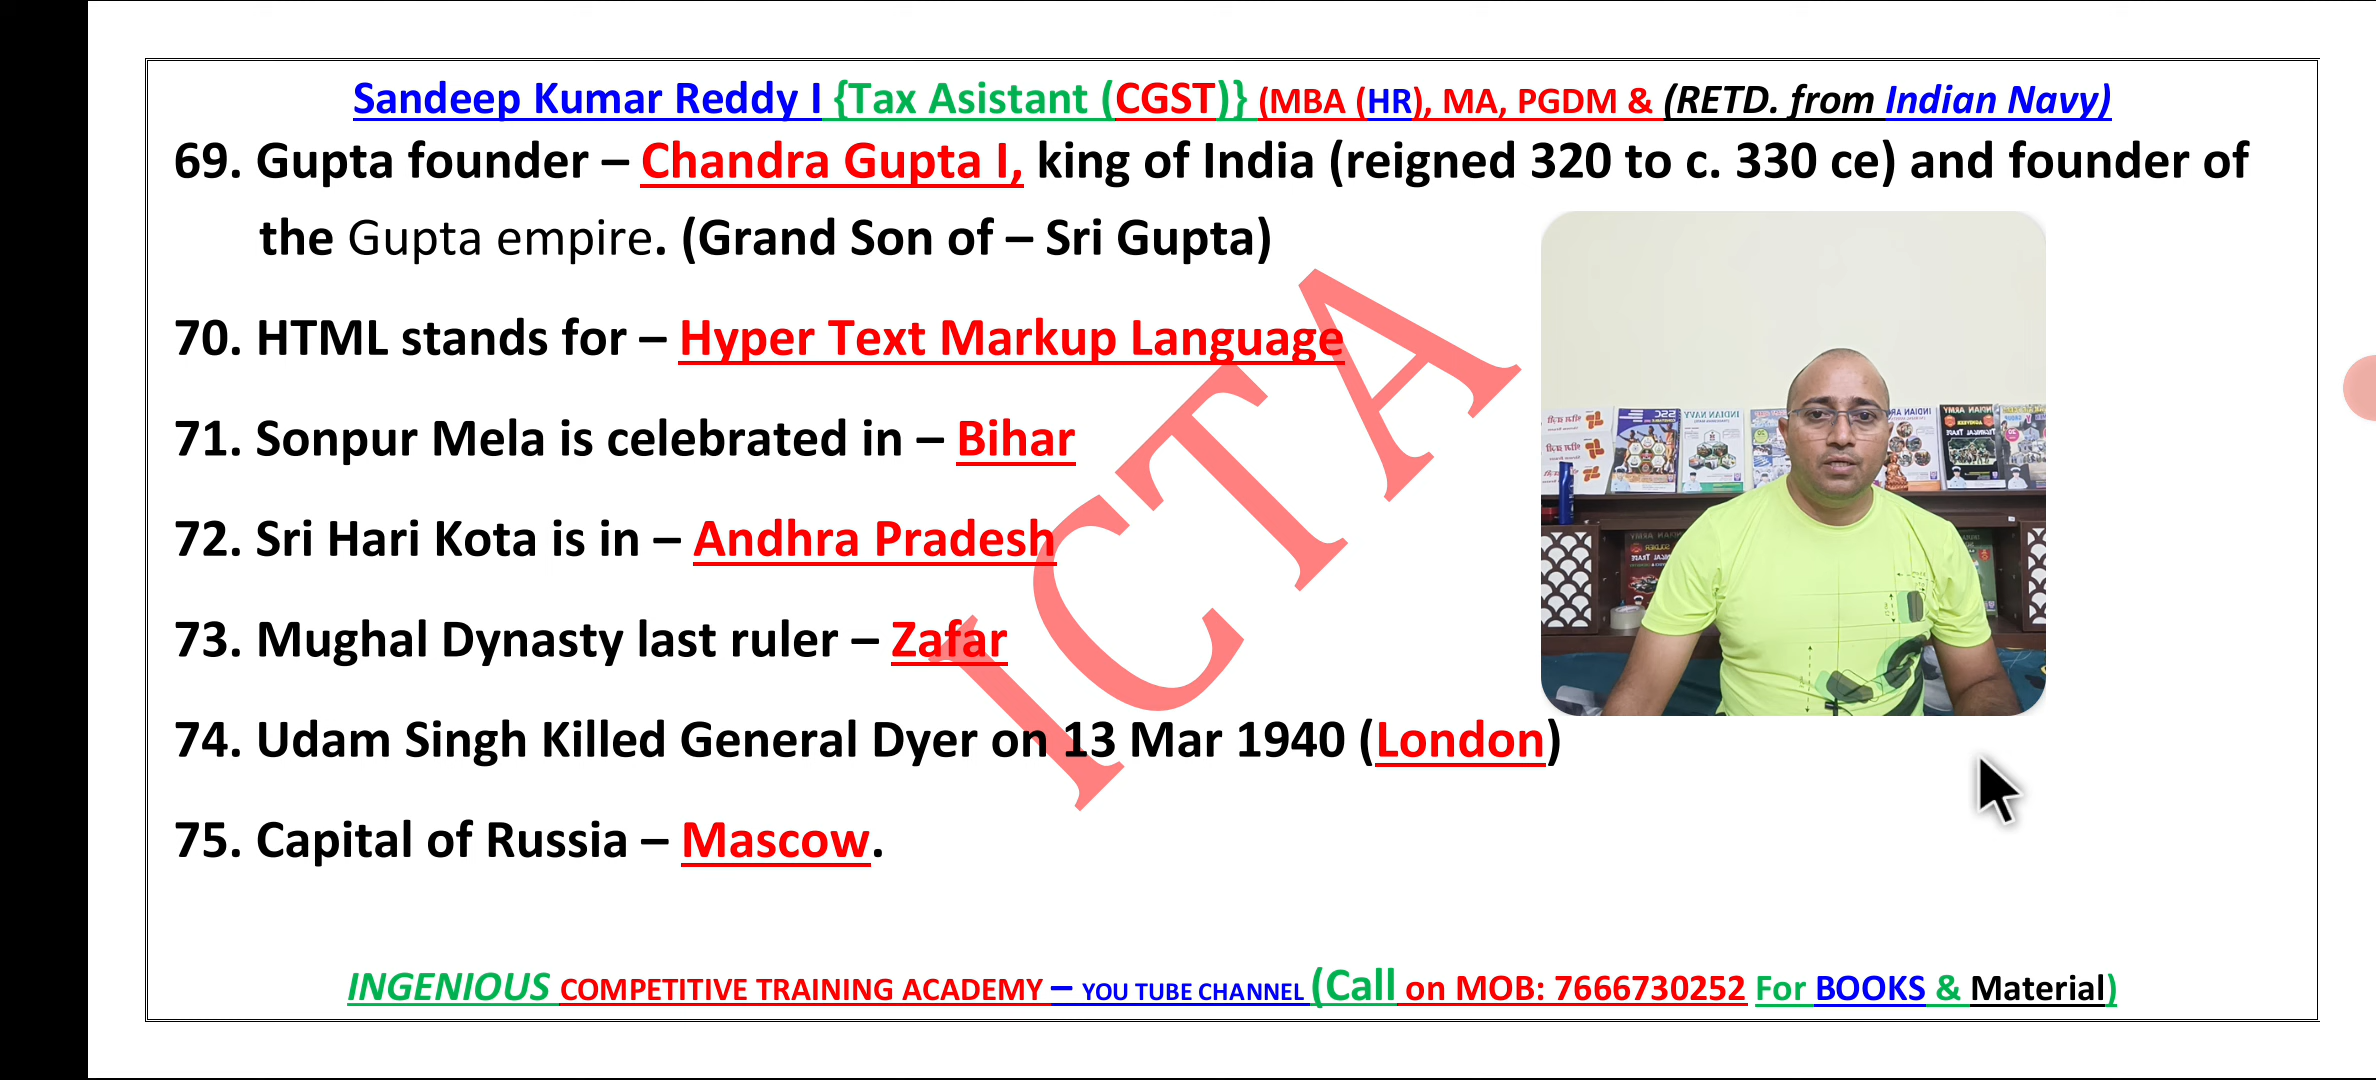 Sandeep Kumar Reddy I {Tax Asistant (CGST)} (MBA (HR), MA, PGDM & (RETD. from Indian Navy)
69. Gupta founder – Chandra Gupta I, king of India (reigned 320 to c. 330 ce) and founder of
the Gupta empire. (Grand Son of – Sri Gupta)
70. HTML stands for – Hyper Text Markup Language
71. Sonpur Mela is celebrated in – Bihar
72. Sri Hari Kota is in – Andhra Pradesh
73. Mughal Dynasty last ruler – Zafar
74. Udam Singh Killed General Dyer on 13 Mar 1940 (London)
75. Capital of Russia – Mascow.
ICTA
SSC
INDIAN NAVY
INDIAN ARMY
INGENIOUS COMPETITIVE TRAINING ACADEMY – YOU TUBE CHANNEL (Call on MOB: 7666730252 For BOOKS & Material)